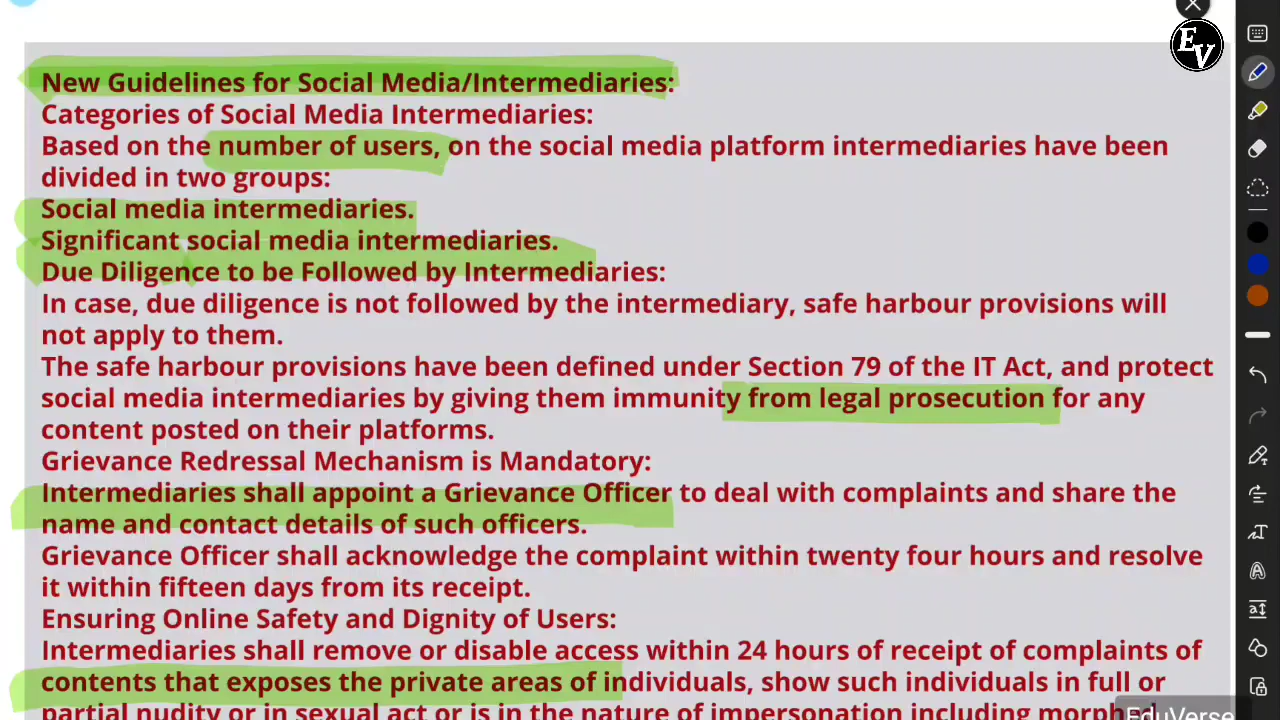 EV
New Guidelines for Social Media/Intermediaries:
Categories of Social Media Intermediaries:
Based on the number of users, on the social media platform intermediaries have been
divided in two groups:
Social media intermediaries.
Significant social media intermediaries.
Due Diligence to be Followed by Intermediaries:
In case, due diligence is not followed by the intermediary, safe harbour provisions will
not apply to them.
The safe harbour provisions have been defined under Section 79 of the IT Act, and protect
social media intermediaries by giving them immunity from legal prosecution for any
content posted on their platforms.
Grievance Redressal Mechanism is Mandatory:
Intermediaries shall appoint a Grievance Officer to deal with complaints and share the
name and contact details of such officers.
Grievance Officer shall acknowledge the complaint within twenty four hours and resolve
it within fifteen days from its receipt.
Ensuring Online Safety and Dignity of Users:
Intermediaries shall remove or disable access within 24 hours of receipt of complaints of
contents that exposes the private areas of individuals, show such individuals in full or
partial nudity or in sexual act or is in the nature of impersonation including morphed
EduVerse